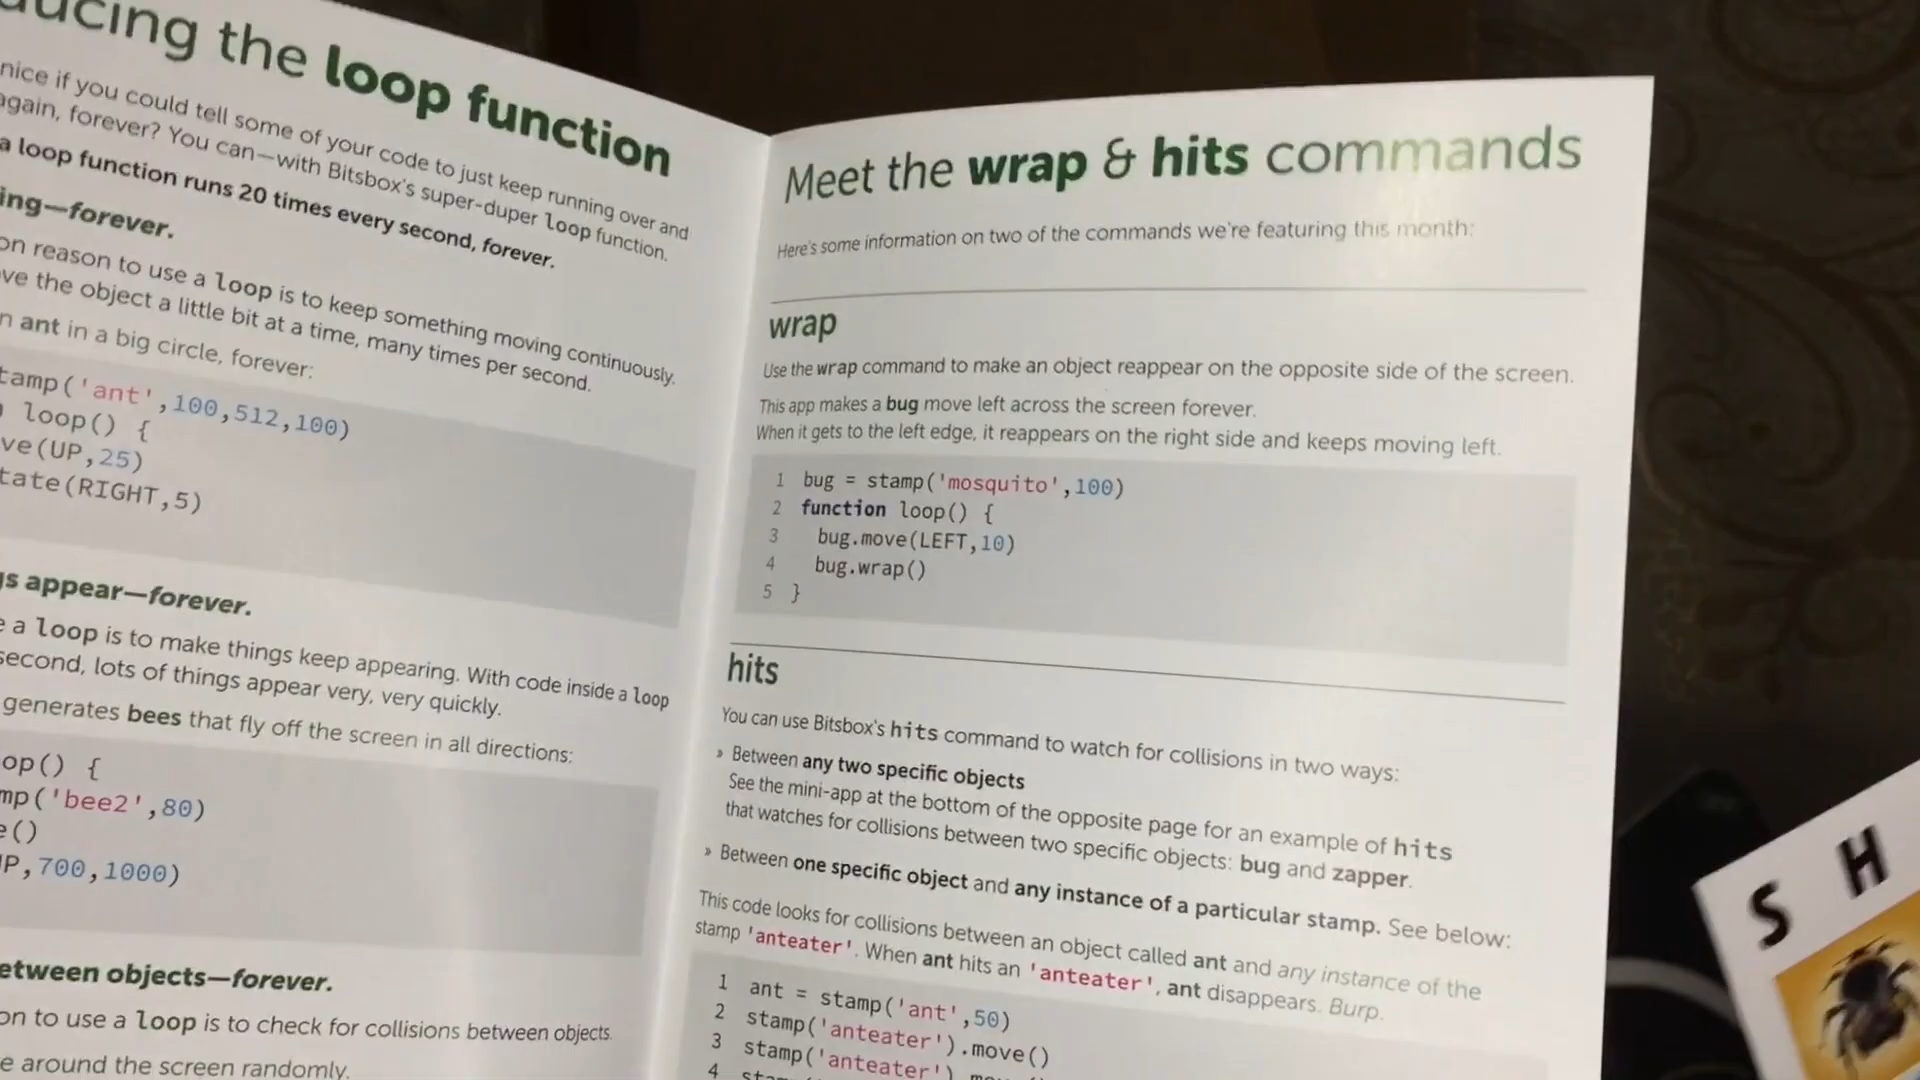 ucing the loop function
nice if you could tell some of your code to just keep running over and
again, forever? You can—with Bitsbox's super-duper loop function.
a loop function runs 20 times every second, forever.
ing—forever.
on reason to use a loop is to keep something moving continuously.
ve the object a little bit at a time, many times per second.
n ant in a big circle, forever:
tamp('ant',100,512,100)
loop() {
ve(UP,25)
tate(RIGHT,5)
gs appear—forever.
e a loop is to make things keep appearing. With code inside a loop
second, lots of things appear very, very quickly.
generates bees that fly off the screen in all directions:
op() {
mp('bee2',80)
e()
UP,700,1000)
etween objects—forever.
on to use a loop is to check for collisions between objects.
e around the screen randomly.
Meet the wrap & hits commands
Here's some information on two of the commands we're featuring this month:
wrap
Use the wrap command to make an object reappear on the opposite side of the screen.
This app makes a bug move left across the screen forever.
When it gets to the left edge, it reappears on the right side and keeps moving left.
1 bug = stamp('mosquito',100)
2 function loop() {
3 bug.move(LEFT,10)
4 bug.wrap()
5 }
hits
You can use Bitsbox's hits command to watch for collisions in two ways:
» Between any two specific objects
See the mini-app at the bottom of the opposite page for an example of hits
that watches for collisions between two specific objects: bug and zapper.
» Between one specific object and any instance of a particular stamp. See below:
This code looks for collisions between an object called ant and any instance of the
stamp 'anteater'. When ant hits an 'anteater', ant disappears. Burp.
1 ant = stamp('ant',50)
2 stamp('anteater').move()
3 stamp('anteater')
4
S H